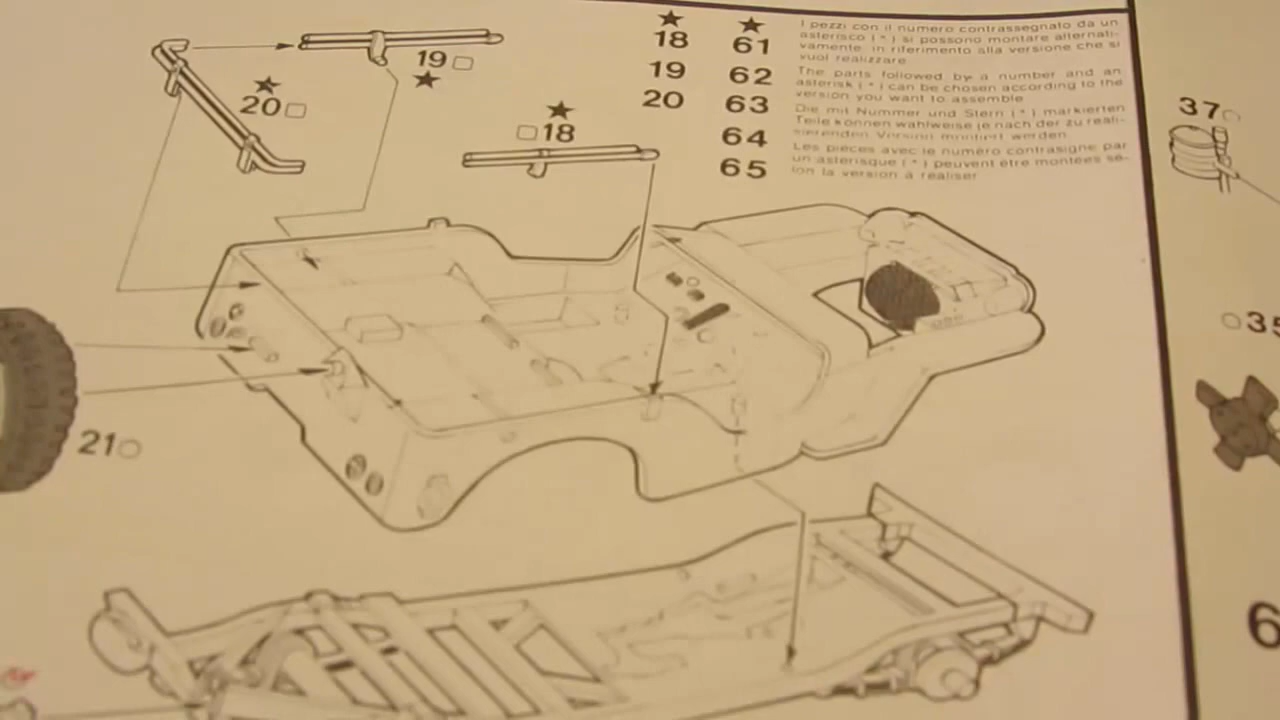 19
20
18
★ ★
18 61
19 62
20 63
64
65
I pezzi con il numero contrassegnato da un
asterisco (*) si possono montare alternati-
vamente, in riferimento alla versione che si
vuol realizzare
The parts followed by a number and an
asterisk (*) can be chosen according to the
version you want to assemble
Die mit Nummer und Stern (*) markierten
Teile können wahlweise je nach der zu reali-
sierenden Version montiert werden
Les pièces avec le numéro contrasigne par
un astérisque (*) peuvent être montées se-
lon la version à réaliser
37
35
21
6